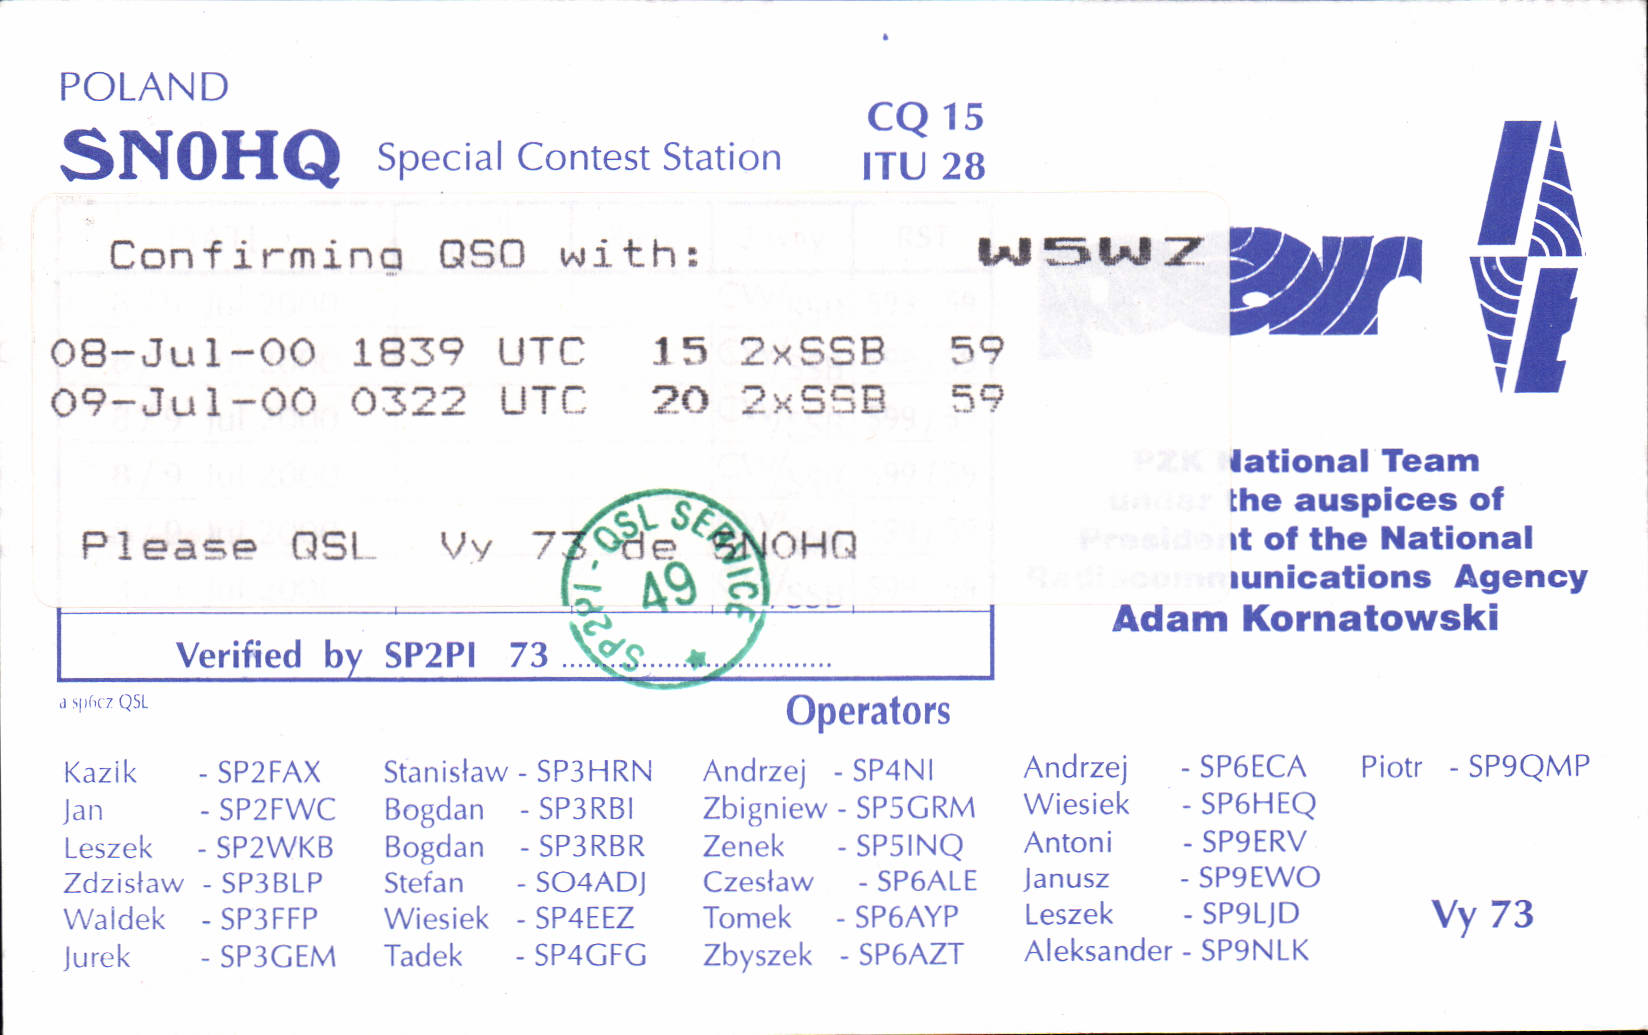 POLAND
SN0HQ Special Contest Station
CQ 15
ITU 28
Confirming QSO with: W5WZ
08-Jul-00 1839 UTC 15 2xSSB 59
09-Jul-00 0322 UTC 20 2xSSB 59
Please QSL Vy 73 de SN0HQ
SP2PI - QSL SERVICE
49
PZK National Team
under the auspices of
President of the National
Radiocommunications Agency
Adam Kornatowski
Verified by SP2PI 73
a sp6cz QSL
Operators
Kazik - SP2FAX
Jan - SP2FWC
Leszek - SP2WKB
Zdzisław - SP3BLP
Waldek - SP3FFP
Jurek - SP3GEM
Stanisław - SP3HRN
Bogdan - SP3RBI
Bogdan - SP3RBR
Stefan - SO4ADJ
Wiesiek - SP4EEZ
Tadek - SP4GFG
Andrzej - SP4NI
Zbigniew - SP5GRM
Zenek - SP5INQ
Czesław - SP6ALE
Tomek - SP6AYP
Zbyszek - SP6AZT
Andrzej - SP6ECA
Wiesiek - SP6HEQ
Antoni - SP9ERV
Janusz - SP9EWO
Leszek - SP9LJD
Aleksander - SP9NLK
Piotr - SP9QMP
Vy 73